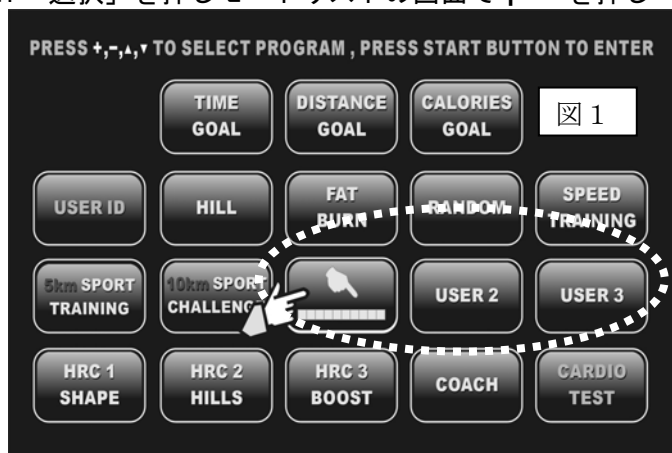 選択」を押しモードリストの画面で を押し
PRESS +,-,▲,▼ TO SELECT PROGRAM , PRESS START BUTTON TO ENTER
TIME
GOAL
DISTANCE
GOAL
CALORIES
GOAL
図1
USER ID
HILL
FAT
BURN
RANDOM
SPEED
TRAINING
5km SPORT
TRAINING
10km SPORT
CHALLENGE
USER 2
USER 3
HRC 1
SHAPE
HRC 2
HILLS
HRC 3
BOOST
COACH
CARDIO
TEST